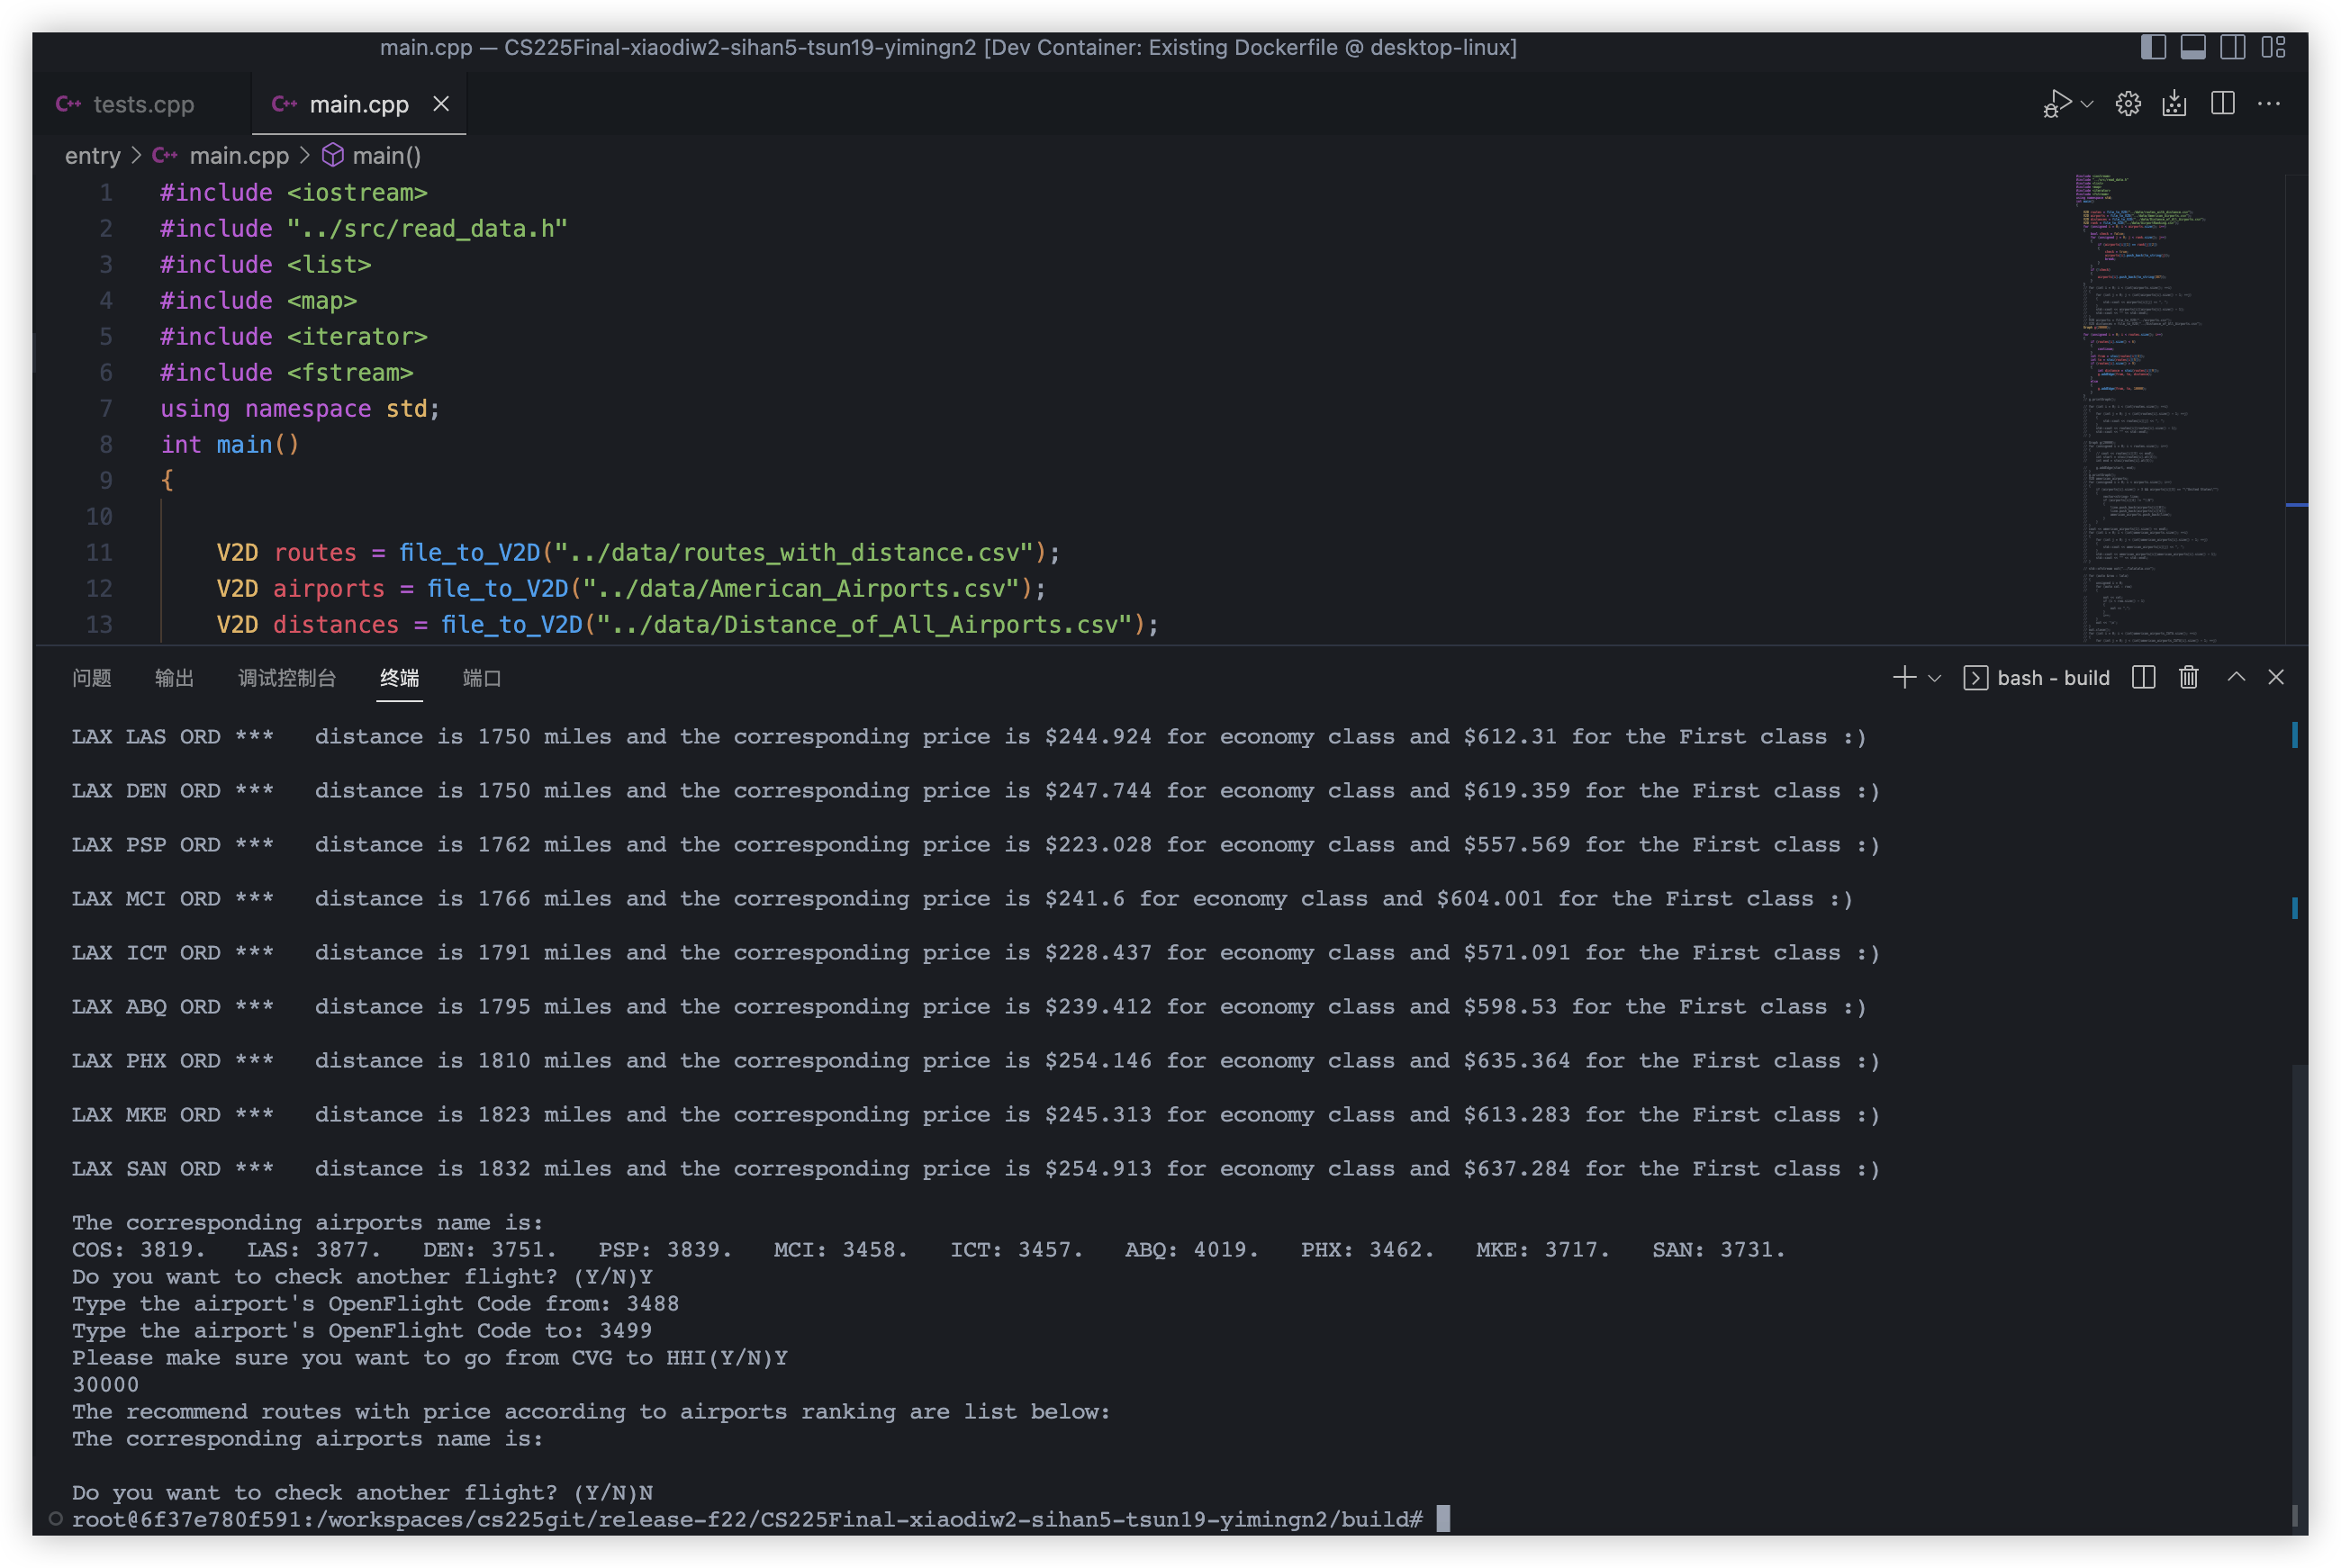 main.cpp — CS225Final-xiaodiw2-sihan5-tsun19-yimingn2 [Dev Container: Existing Dockerfile @ desktop-linux]
C++ tests.cpp C++ main.cpp
entry > C++ main.cpp > main()
1 #include <iostream>
2 #include "../src/read_data.h"
3 #include <list>
4 #include <map>
5 #include <iterator>
6 #include <fstream>
7 using namespace std;
8 int main()
9 {
10
11 V2D routes = file_to_V2D("../data/routes_with_distance.csv");
12 V2D airports = file_to_V2D("../data/American_Airports.csv");
13 V2D distances = file_to_V2D("../data/Distance_of_All_Airports.csv");
问题 输出 调试控制台 终端 端口 bash - build
LAX LAS ORD *** distance is 1750 miles and the corresponding price is $244.924 for economy class and $612.31 for the First class :)
LAX DEN ORD *** distance is 1750 miles and the corresponding price is $247.744 for economy class and $619.359 for the First class :)
LAX PSP ORD *** distance is 1762 miles and the corresponding price is $223.028 for economy class and $557.569 for the First class :)
LAX MCI ORD *** distance is 1766 miles and the corresponding price is $241.6 for economy class and $604.001 for the First class :)
LAX ICT ORD *** distance is 1791 miles and the corresponding price is $228.437 for economy class and $571.091 for the First class :)
LAX ABQ ORD *** distance is 1795 miles and the corresponding price is $239.412 for economy class and $598.53 for the First class :)
LAX PHX ORD *** distance is 1810 miles and the corresponding price is $254.146 for economy class and $635.364 for the First class :)
LAX MKE ORD *** distance is 1823 miles and the corresponding price is $245.313 for economy class and $613.283 for the First class :)
LAX SAN ORD *** distance is 1832 miles and the corresponding price is $254.913 for economy class and $637.284 for the First class :)
The corresponding airports name is:
COS: 3819. LAS: 3877. DEN: 3751. PSP: 3839. MCI: 3458. ICT: 3457. ABQ: 4019. PHX: 3462. MKE: 3717. SAN: 3731.
Do you want to check another flight? (Y/N)Y
Type the airport's OpenFlight Code from: 3488
Type the airport's OpenFlight Code to: 3499
Please make sure you want to go from CVG to HHI(Y/N)Y
30000
The recommend routes with price according to airports ranking are list below:
The corresponding airports name is:
Do you want to check another flight? (Y/N)N
root@6f37e780f591:/workspaces/cs225git/release-f22/CS225Final-xiaodiw2-sihan5-tsun19-yimingn2/build#